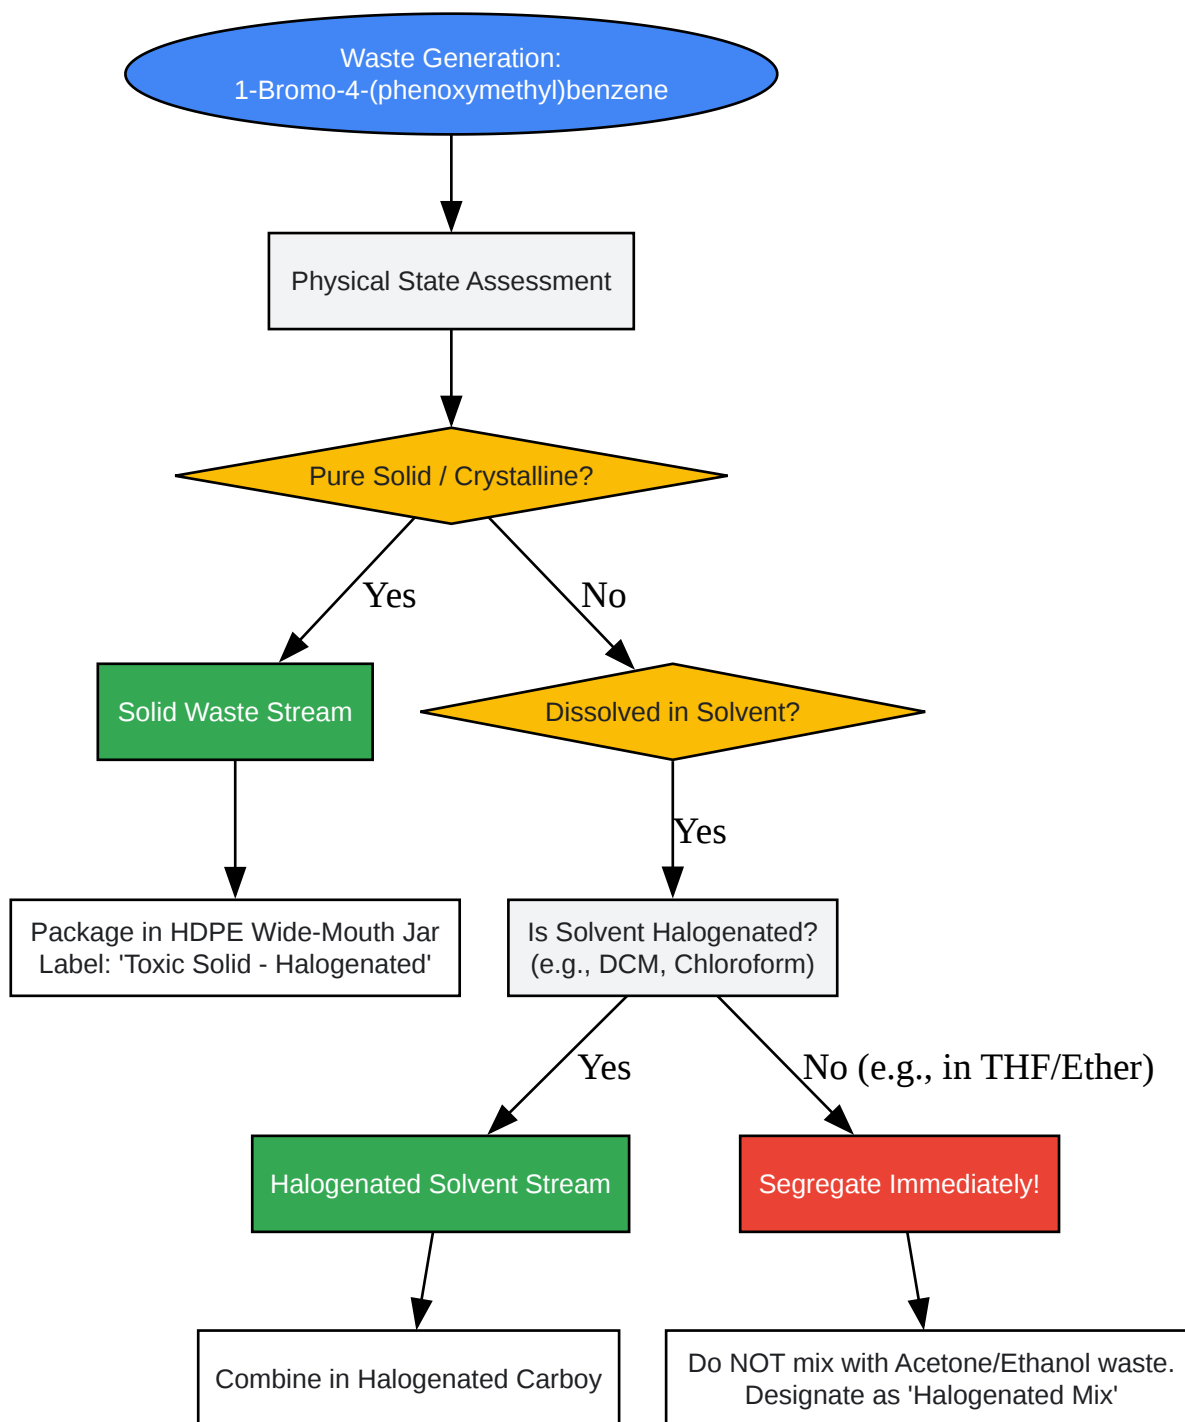 Waste Generation:
1-Bromo-4-(phenoxymethyl)benzene
Physical State Assessment
Pure Solid / Crystalline?
Yes
No
Solid Waste Stream
Dissolved in Solvent?
Yes
Package in HDPE Wide-Mouth Jar
Label: 'Toxic Solid - Halogenated'
Is Solvent Halogenated?
(e.g., DCM, Chloroform)
Yes
No (e.g., in THF/Ether)
Halogenated Solvent Stream
Segregate Immediately!
Combine in Halogenated Carboy
Do NOT mix with Acetone/Ethanol waste.
Designate as 'Halogenated Mix'